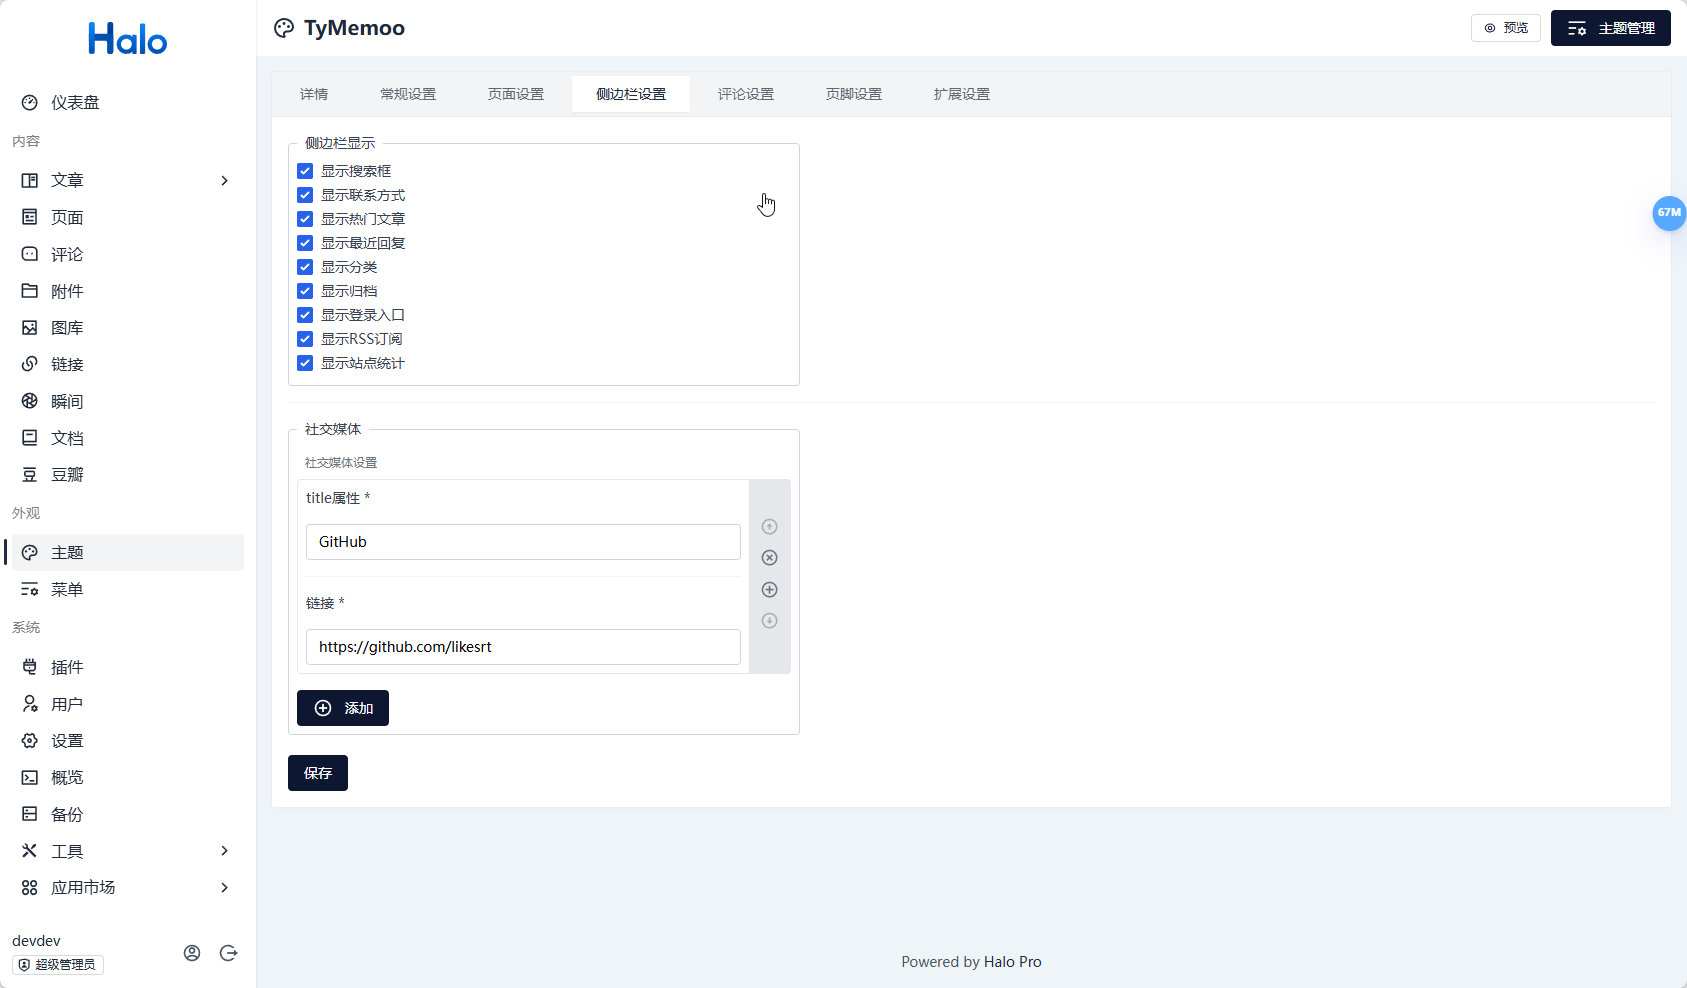 Halo
仪表盘
内容
文章
页面
评论
附件
图库
链接
瞬间
文档
豆瓣
外观
主题
菜单
系统
插件
用户
设置
概览
备份
工具
应用市场
devdev
超级管理员
TyMemoo
预览
主题管理
详情 常规设置 页面设置 侧边栏设置 评论设置 页脚设置 扩展设置
侧边栏显示
显示搜索框
显示联系方式
显示热门文章
显示最近回复
显示分类
显示归档
显示登录入口
显示RSS订阅
显示站点统计
社交媒体
社交媒体设置
title属性 *
GitHub
链接 *
https://github.com/likesrt
添加
保存
67M
Powered by Halo Pro